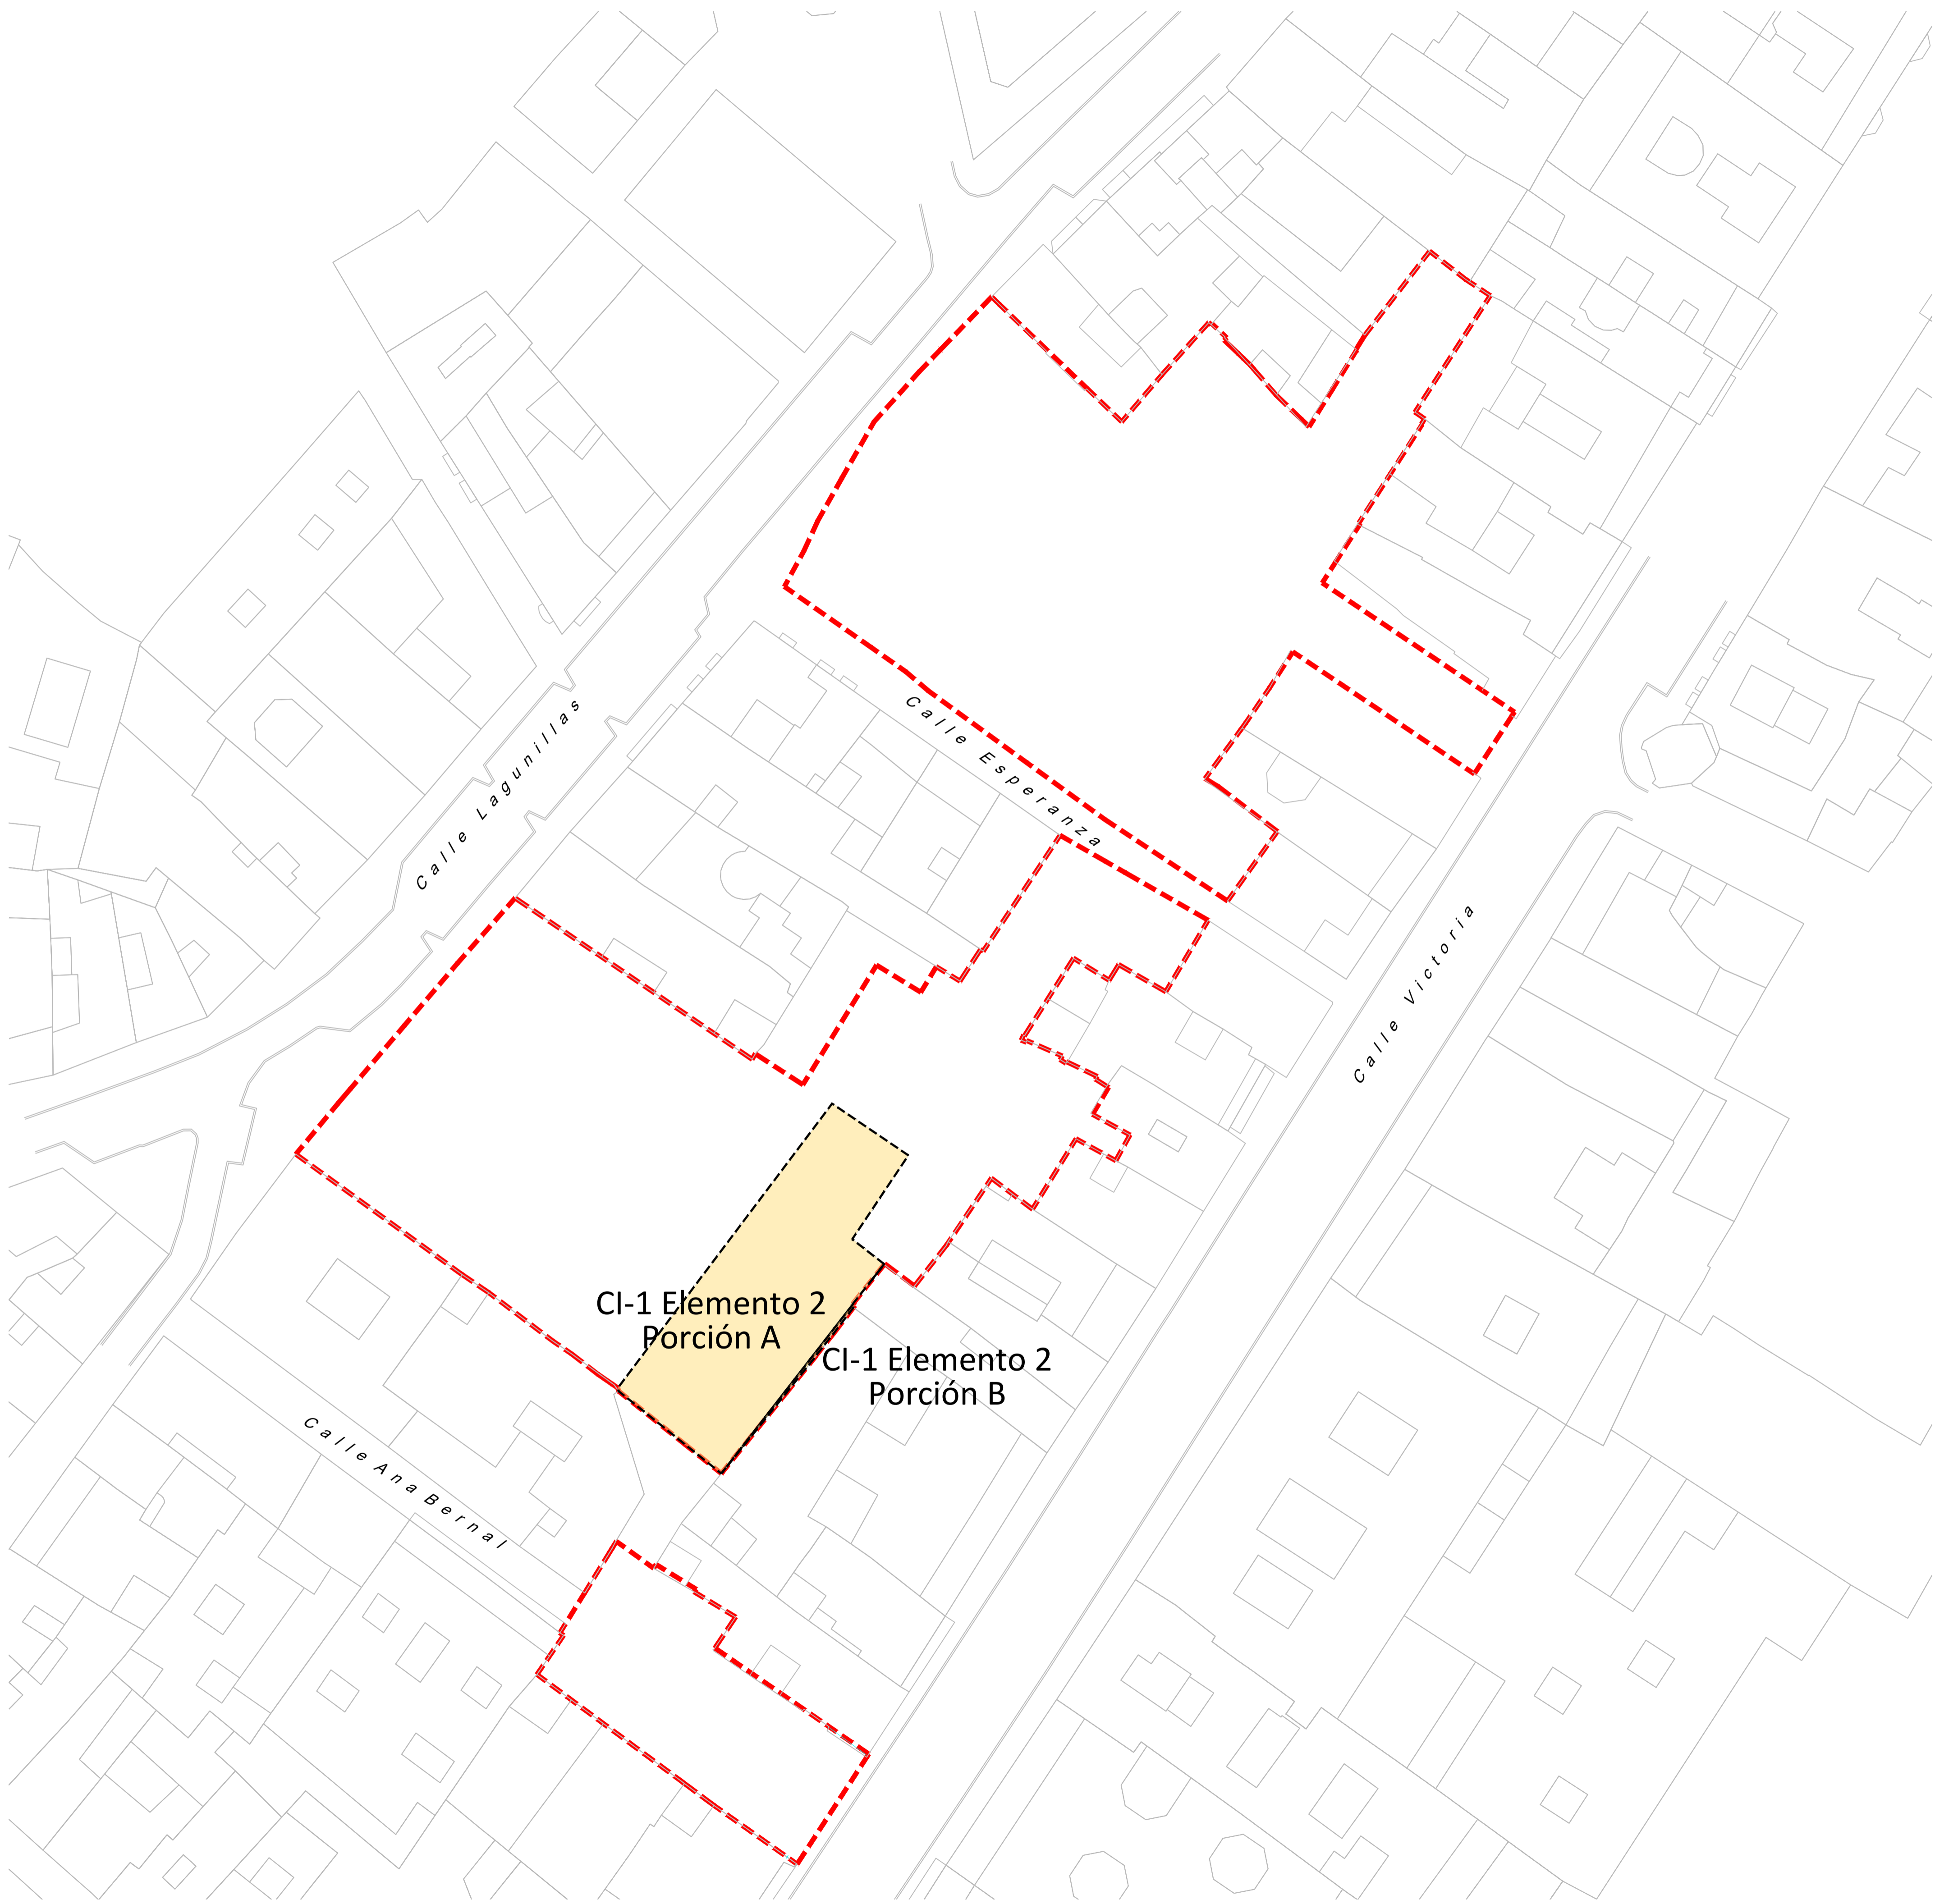 Calle Lagunillas
Calle Esperanza
Calle Victoria
CI-1 Elemento 2
Porción A
CI-1 Elemento 2
Porción B
Calle Ana Bernal